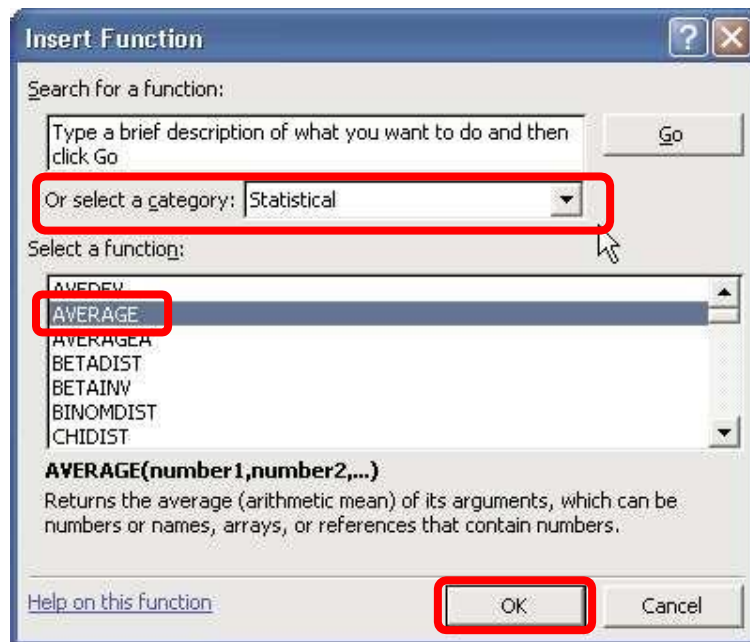 Insert Function
Search for a function:
Type a brief description of what you want to do and then
click Go
Go
Or select a category: Statistical
Select a function:
AVEDEV
AVERAGE
AVERAGEA
BETADIST
BETAINV
BINOMDIST
CHIDIST
AVERAGE(number1,number2,...)
Returns the average (arithmetic mean) of its arguments, which can be
numbers or names, arrays, or references that contain numbers.
Help on this function
OK
Cancel